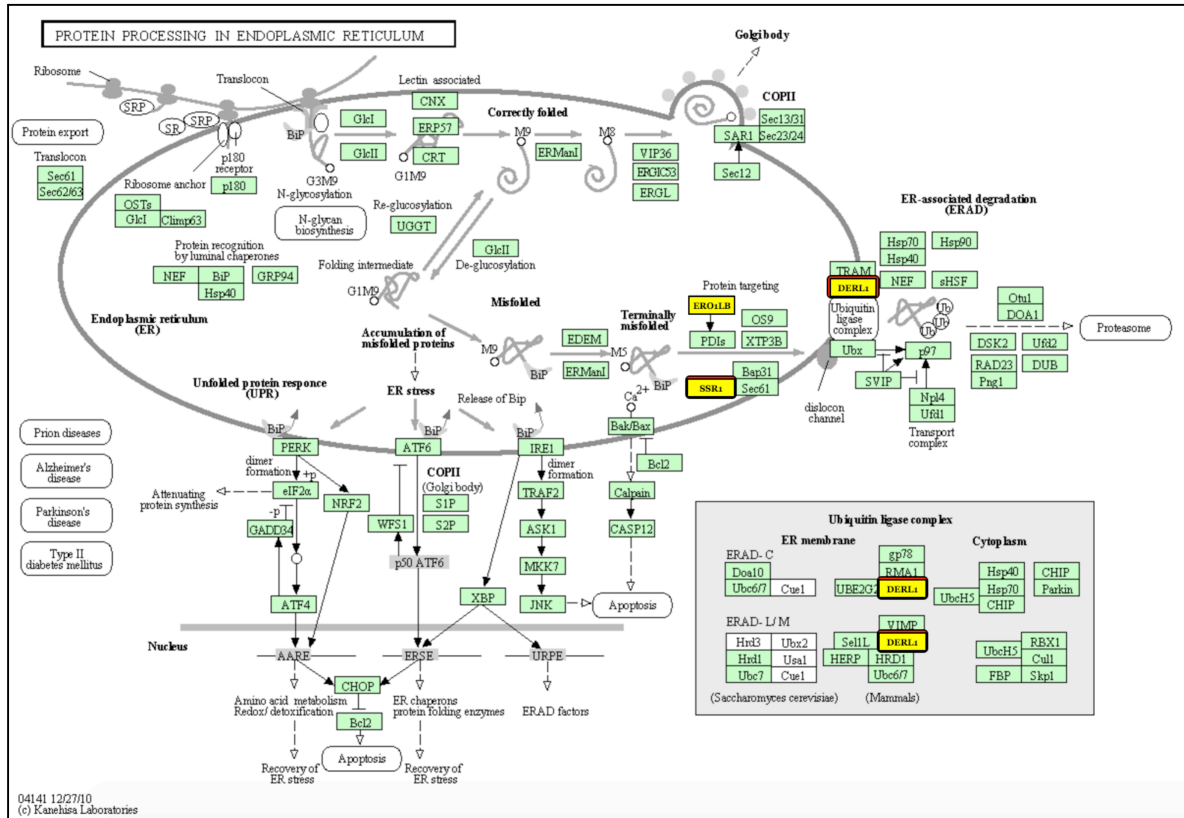 PROTEIN PROCESSING IN ENDOPLASMIC RETICULUM
Golgi body
Ribosome
Translocon
Lectin associated
CNX
COPII
SRP
SRP
SR
BiP
GlcI
ERP57
Correctly folded
M9
M8
Sec13/31
SAR1
Sec23/24
Protein export
GlcII
CRT
ERManI
VIP36
Translocon
Sec61
Sec62/63
p180
receptor
p180
Ribosome anchor
G3M9
G1M9
N-glycosylation
ERGIC53
ERGL
Sec12
OSTs
GlcI
Climp63
N-glycan
biosynthesis
Re-glucosylation
UGGT
ER-associated degradation
(ERAD)
Protein recognition
by luminal chaperones
NEF
BiP
GRP94
Hsp40
GlcII
De-glucosylation
Folding intermediate
G1M9
Hsp70
Hsp90
Hsp40
TRAM
DERL1
NEF
sHSF
Protein targeting
ERO1LB
OS9
PDIs
XTP3B
Ubiquitin
ligase
complex
Ub
Ub
Ub
Otu1
DOA1
Proteasome
Endoplasmic reticulum
(ER)
Misfolded
Terminally
misfolded
Accumulation of
misfolded proteins
M9
EDEM
M5
ERManI
BiP
BiP
Ubx
p97
DSK2
Ufd2
RAD23
DUB
Png1
SVIP
Bap31
SSR1
Sec61
Unfolded protein responce
(UPR)
ER stress
Release of Bip
Ca2+
dislocon
channel
Npl4
Ufd1
Transport
complex
Prion diseases
Alzheimer's
disease
Parkinson's
disease
Type II
diabetes mellitus
BiP
BiP
BiP
PERK
ATF6
IRE1
Bak/Bax
Bcl2
dimer
formation
+p
COPII
(Golgi body)
dimer
formation
Attenuating
protein synthesis
eIF2α
-p
GADD34
NRF2
WFS1
S1P
S2P
TRAF2
Calpain
ASK1
CASP12
p50 ATF6
MKK7
ATF4
XBP
JNK
Apoptosis
Nucleus
AARE
ERSE
URPE
CHOP
Amino acid metabolism
Redox/ detoxification
ER chaperons
protein folding enzymes
ERAD factors
Bcl2
Apoptosis
Recovery of
ER stress
Recovery of
ER stress
Ubiquitin ligase complex
ER membrane
Cytoplasm
ERAD- C
Doa10
Ubc6/7
Cue1
gp78
RMA1
UBE2G2
DERL1
Hsp40
CHIP
Hsp70
Parkin
UbcH5
CHIP
ERAD- L/ M
Hrd3
Ubx2
Hrd1
Usa1
Ubc7
Cue1
VIMP
Sel1L
DERL1
HERP
HRD1
Ubc6/7
UbcH5
RBX1
Cul1
FBP
Skp1
(Saccharomyces cerevisiae)
(Mammals)
04141 12/27/10
(c) Kanehisa Laboratories